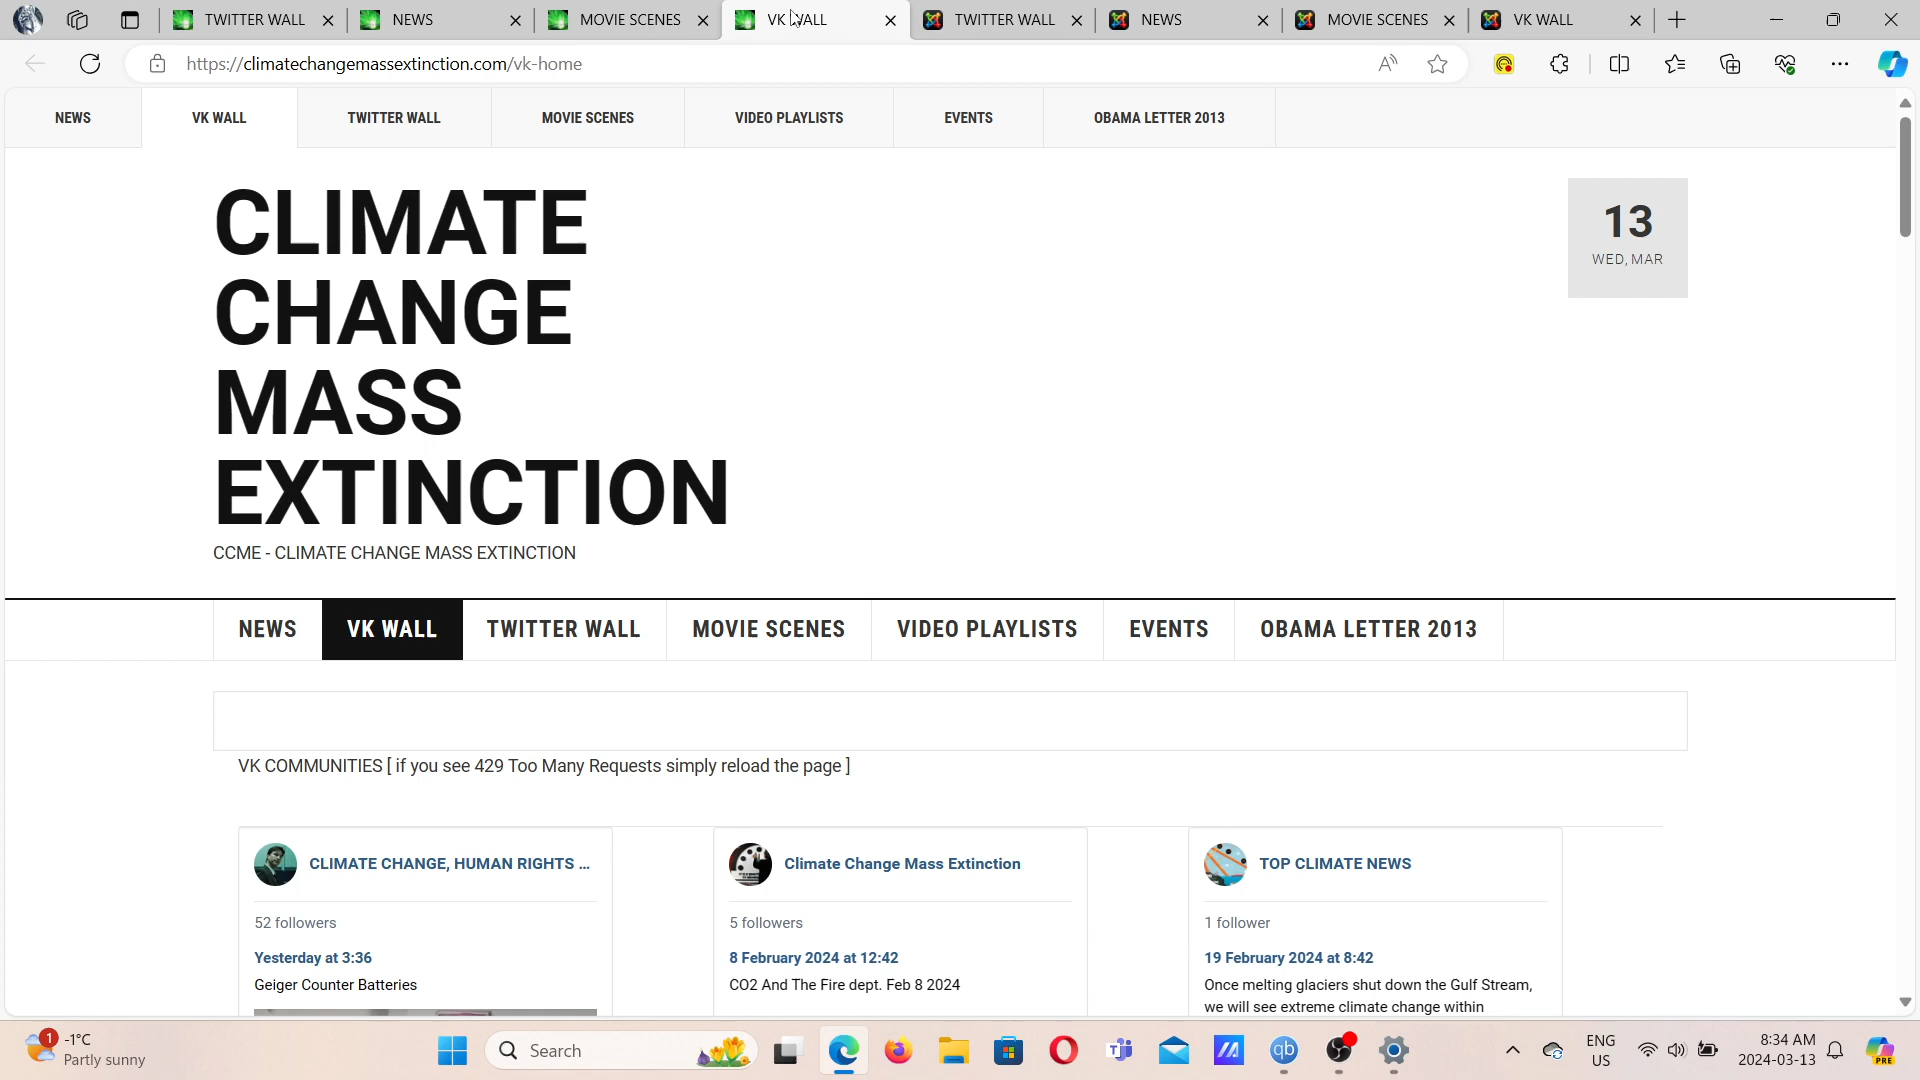 TWITTER WALL NEWS MOVIE SCENES VK WALL TWITTER WALL NEWS MOVIE SCENES VK WALL
https://climatechangemassextinction.com/vk-home
NEWS VK WALL TWITTER WALL MOVIE SCENES VIDEO PLAYLISTS EVENTS OBAMA LETTER 2013
CLIMATE
CHANGE
MASS
EXTINCTION
13
WED, MAR
CCME - CLIMATE CHANGE MASS EXTINCTION
NEWS VK WALL TWITTER WALL MOVIE SCENES VIDEO PLAYLISTS EVENTS OBAMA LETTER 2013
VK COMMUNITIES [ if you see 429 Too Many Requests simply reload the page ]
CLIMATE CHANGE, HUMAN RIGHTS ...
52 followers
Yesterday at 3:36
Geiger Counter Batteries
Climate Change Mass Extinction
5 followers
8 February 2024 at 12:42
CO2 And The Fire dept. Feb 8 2024
TOP CLIMATE NEWS
1 follower
19 February 2024 at 8:42
Once melting glaciers shut down the Gulf Stream,
we will see extreme climate change within
1
-1°C
Partly sunny
Search
qb
ENG
US
8:34 AM
2024-03-13
PRE